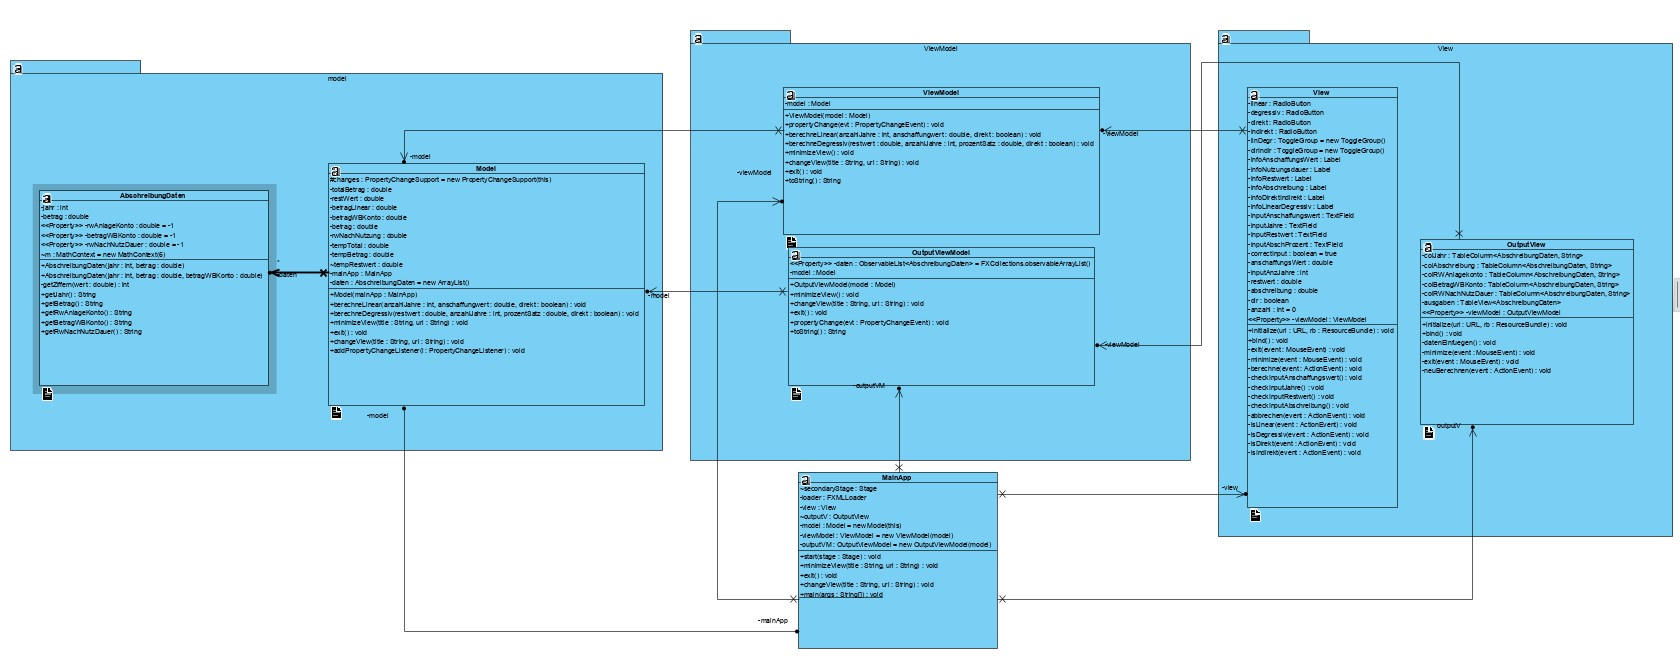 model
AbschreibungDaten
-jahr : int
-betrag : double
<<Property>> -rwAnlageKonto : double = -1
<<Property>> -betragWBKonto : double = -1
<<Property>> -rwNachNutzDauer : double = -1
~m : MathContext = new MathContext(6)
+AbschreibungDaten(jahr : int, betrag : double)
+AbschreibungDaten(jahr : int, betrag : double, betragWBKonto : double)
-getZiffern(wert : double) : int
+getJahr() : String
+getBetrag() : String
+getRwAnlageKonto() : String
+getBetragWBKonto() : String
+getRwNachNutzDauer() : String
*
-daten
-model
Model
#changes : PropertyChangeSupport = new PropertyChangeSupport(this)
-totalBetrag : double
-restWert : double
-betragLinear : double
-betragWBKonto : double
-betrag : double
-rwNachNutzung : double
-tempTotal : double
-tempBetrag : double
~tempRestwert : double
-mainApp : MainApp
-daten : AbschreibungDaten = new ArrayList()
+Model(mainApp : MainApp)
+berechneLinear(anzahlJahre : int, anschaffungwert : double, direkt : boolean) : void
+berechneDegressiv(restwert : double, anzahlJahre : int, prozentSatz : double, direkt : boolean) : void
+minimizeView(title : String, url : String) : void
+exit() : void
+changeView(title : String, url : String) : void
+addPropertyChangeListener(l : PropertyChangeListener) : void
-model
ViewModel
ViewModel
-model : Model
+ViewModel(model : Model)
+propertyChange(evt : PropertyChangeEvent) : void
+berechneLinear(anzahlJahre : int, anschaffungwert : double, direkt : boolean) : void
+berechneDegressiv(restwert : double, anzahlJahre : int, prozentSatz : double, direkt : boolean) : void
+minimizeView() : void
+changeView(title : String, url : String) : void
+exit() : void
+toString() : String
-viewModel
-viewModel
OutputViewModel
<<Property>> -daten : ObservableList<AbschreibungDaten> = FXCollections.observableArrayList()
-model : Model
+OutputViewModel(model : Model)
+minimizeView() : void
+changeView(title : String, url : String) : void
+exit() : void
+propertyChange(evt : PropertyChangeEvent) : void
+toString() : String
-model
-viewModel
-outputVM
MainApp
~secondaryStage : Stage
-loader : FXMLLoader
-view : View
~outputV : OutputView
-model : Model = new Model(this)
-viewModel : ViewModel = new ViewModel(model)
-outputVM : OutputViewModel = new OutputViewModel(model)
+start(stage : Stage) : void
+minimizeView(title : String, url : String) : void
+exit() : void
+changeView(title : String, url : String) : void
+main(args : String[]) : void
-mainApp
View
View
-linear : RadioButton
-degressiv : RadioButton
-direkt : RadioButton
-indirekt : RadioButton
-linDegr : ToggleGroup = new ToggleGroup()
-dirIndir : ToggleGroup = new ToggleGroup()
-infoAnschaffungsWert : Label
-infoNutzungsdauer : Label
-infoRestwert : Label
-infoAbschreibung : Label
-infoDirektIndirekt : Label
-infoLinearDegressiv : Label
-inputAnschaffungswert : TextField
-inputJahre : TextField
-inputRestwert : TextField
-inputAbschProzent : TextField
-correctInput : boolean = true
-anschaffungsWert : double
-inputAnzJahre : int
-restwert : double
-abschreibung : double
-dir : boolean
-anzahl : int = 0
<<Property>> -viewModel : ViewModel
+initialize(url : URL, rb : ResourceBundle) : void
+bind() : void
-exit(event : MouseEvent) : void
-minimize(event : MouseEvent) : void
-berechne(event : ActionEvent) : void
-checkInputAnschaffungswert() : void
-checkInputJahre() : void
-checkInputRestwert() : void
-checkInputAbschreibung() : void
-abbrechen(event : ActionEvent) : void
-isLinear(event : ActionEvent) : void
-isDegressiv(event : ActionEvent) : void
-isDirekt(event : ActionEvent) : void
-isIndirekt(event : ActionEvent) : void
-view
OutputView
-colJahr : TableColumn<AbschreibungDaten, String>
-colAbschreibung : TableColumn<AbschreibungDaten, String>
-colRWAnlagekonto : TableColumn<AbschreibungDaten, String>
-colBetragWBKonto : TableColumn<AbschreibungDaten, String>
-colRWNachNutzDauer : TableColumn<AbschreibungDaten, String>
-ausgaben : TableView<AbschreibungDaten>
<<Property>> -viewModel : OutputViewModel
+initialize(url : URL, rb : ResourceBundle) : void
+bind() : void
-datenEinfuegen() : void
-minimize(event : MouseEvent) : void
-exit(event : MouseEvent) : void
-neuBerechnen(event : ActionEvent) : void
-outputV